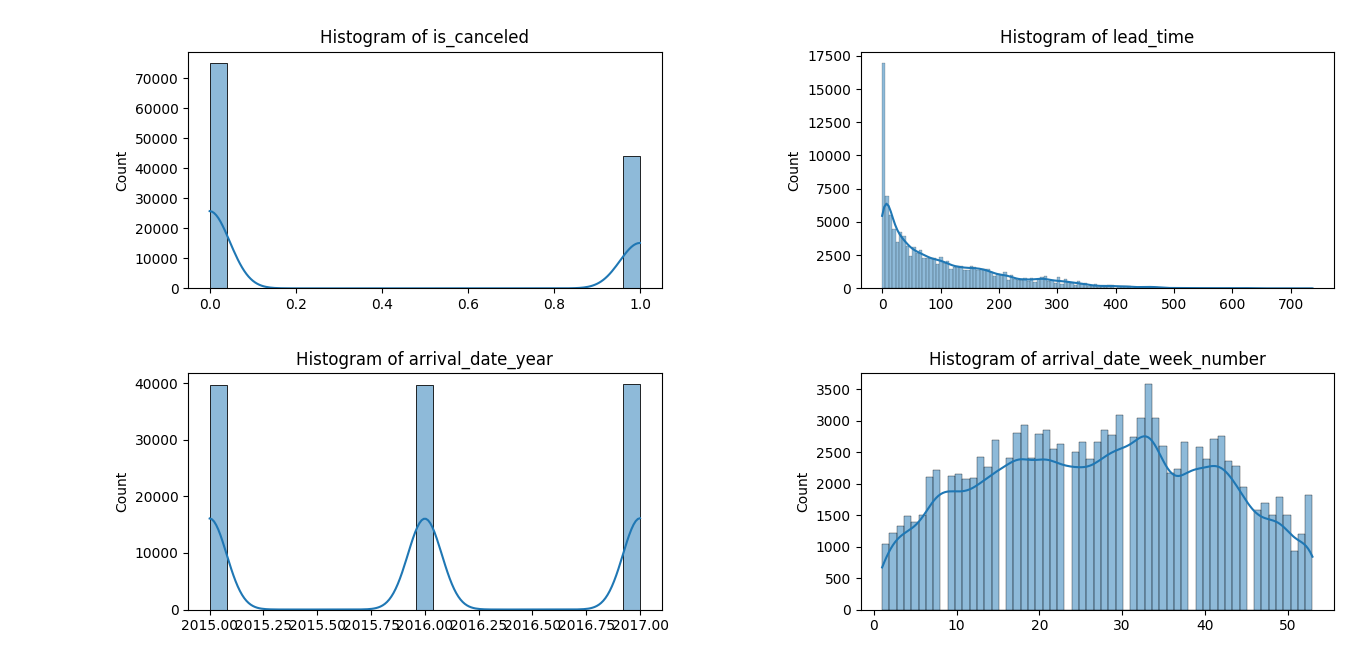 Histogram of is_canceled
Count
70000
60000
50000
40000
30000
20000
10000
0
0.0 0.2 0.4 0.6 0.8 1.0
Histogram of lead_time
Count
17500
15000
12500
10000
7500
5000
2500
0
0 100 200 300 400 500 600 700
Histogram of arrival_date_year
Count
40000
30000
20000
10000
0
2015.00 2015.25 2015.50 2015.75 2016.00 2016.25 2016.50 2016.75 2017.00
Histogram of arrival_date_week_number
Count
3500
3000
2500
2000
1500
1000
500
0
0 10 20 30 40 50